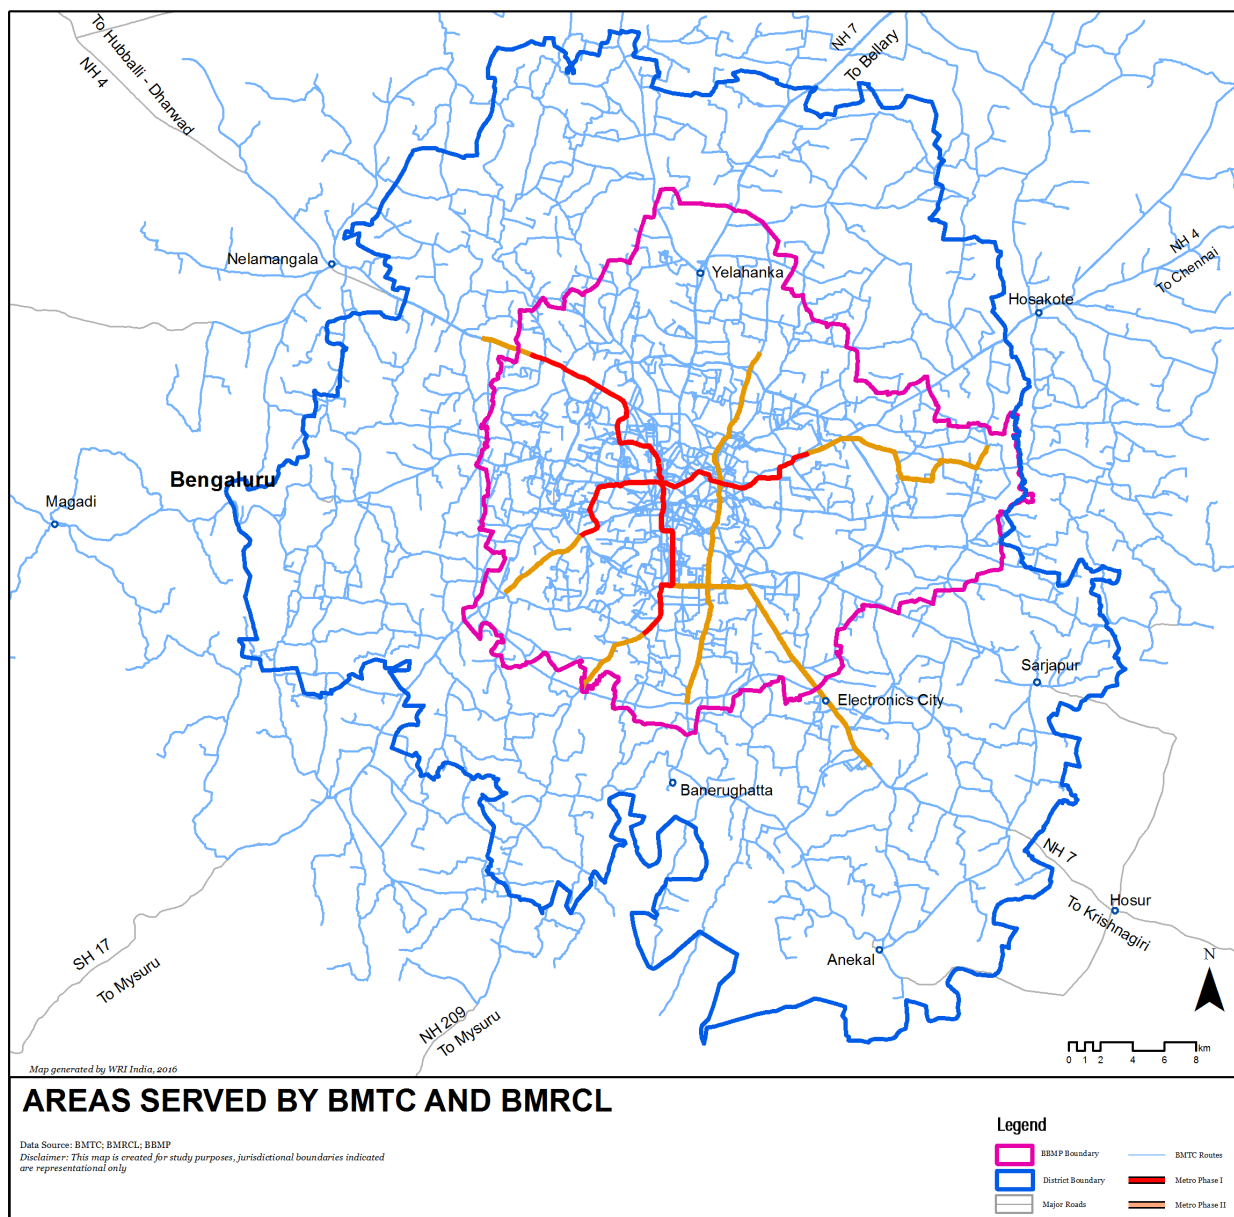 To Hubballi - Dharwad
NH 4
NH 7
To Bellary
Nelamangala
Yelahanka
NH 4
To Chennai
Hosakote
Bengaluru
Magadi
Sarjapur
Electronics City
Banerughatta
NH 7
Hosur
To Krishnagiri
Anekal
SH 17
To Mysuru
NH 209
To Mysuru
N
0 1 2 4 6 8 km
Map generated by WRI India, 2016
AREAS SERVED BY BMTC AND BMRCL
Data Source: BMTC; BMRCL; BBMP
Disclaimer: This map is created for study purposes, jurisdictional boundaries indicated
are representational only
Legend
BBMP Boundary
BMTC Routes
District Boundary
Metro Phase I
Major Roads
Metro Phase II